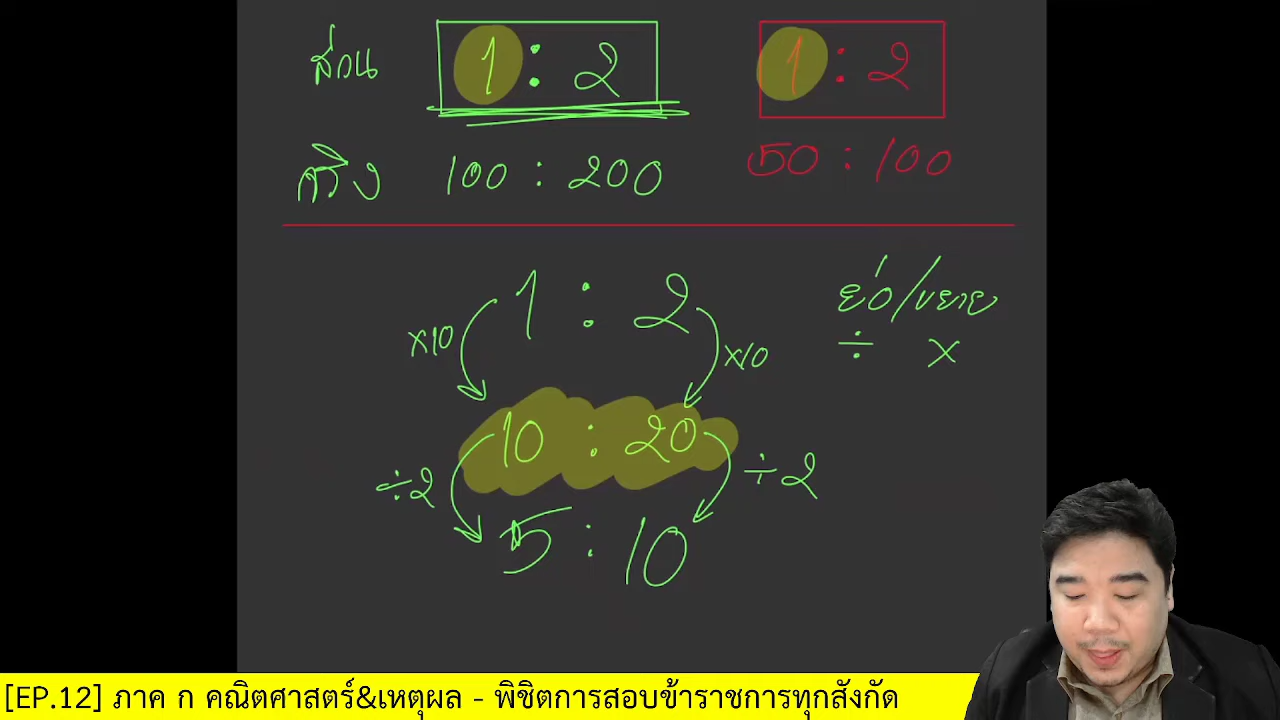 ส่วน 1 : 2 1 : 2
จริง 100 : 200 50 : 100
1 : 2 ย่อ/ขยาย
x10 x10 ÷ x
10 : 20
÷2 ÷2
5 : 10
[EP.12] ภาค ก คณิตศาสตร์&เหตุผล - พิชิตการสอบข้าราชการทุกสังกัด